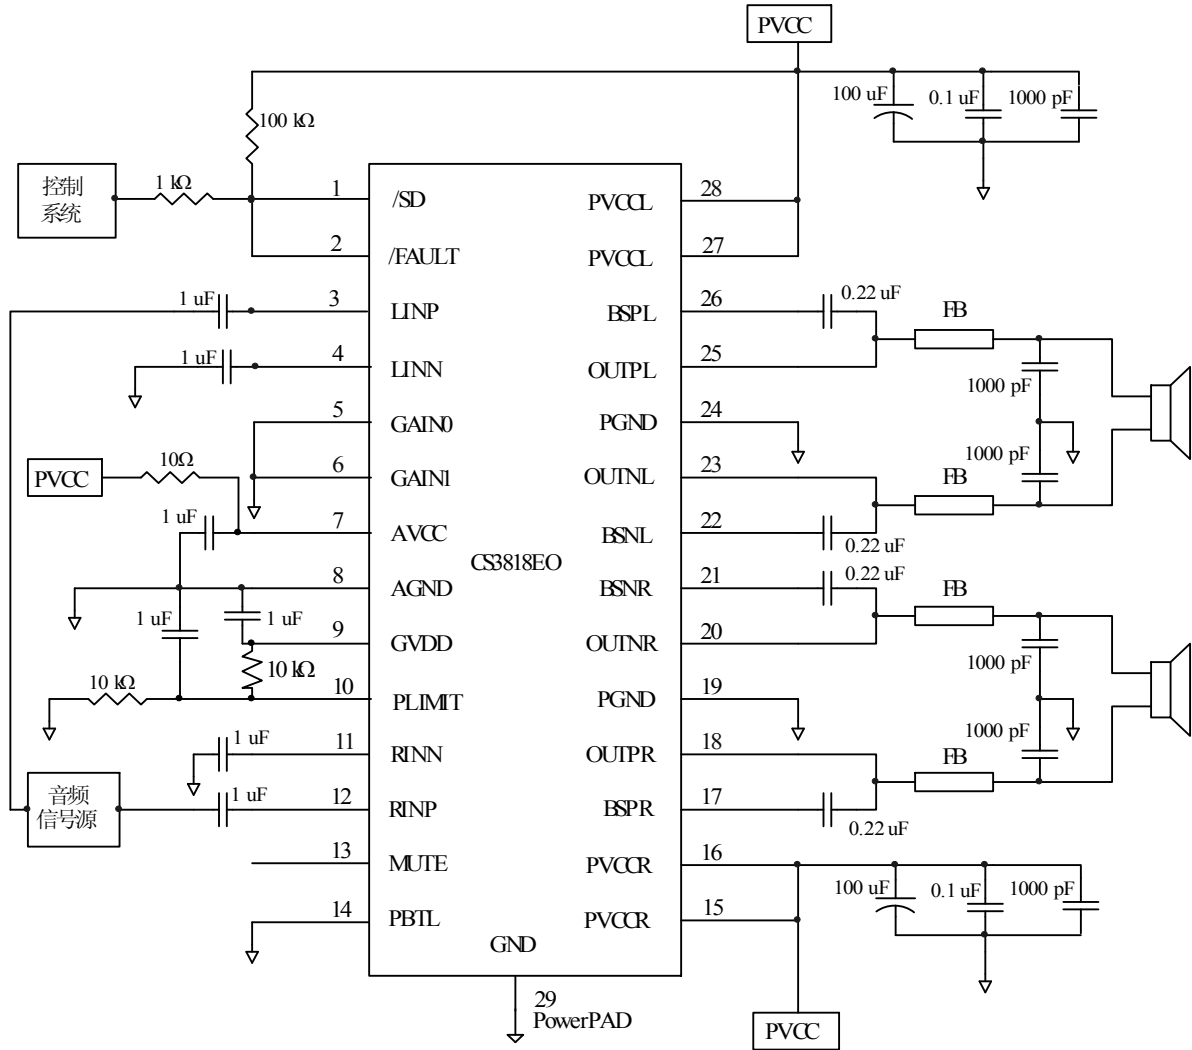 PVCC
100 uF
0.1 uF
1000 pF
100 kΩ
控制
系统
1 kΩ
1
/SD
PVCCL
28
2
/FAULT
PVCCL
27
1 uF
3
LINP
BSPL
26
0.22 uF
FB
1 uF
4
LINN
OUTPL
25
1000 pF
5
GAIN0
PGND
24
PVCC
10Ω
6
GAIN1
OUTNL
23
1000 pF
FB
1 uF
7
AVCC
BSNL
22
0.22 uF
CS3818EO
8
AGND
BSNR
21
0.22 uF
FB
1 uF
1 uF
9
GVDD
OUTNR
20
1000 pF
10 kΩ
10 kΩ
10
PLIMIT
PGND
19
1 uF
11
RINN
OUTPR
18
1000 pF
FB
音频
信号源
1 uF
12
RINP
BSPR
17
0.22 uF
13
MUTE
PVCCR
16
100 uF
0.1 uF
1000 pF
14
PBTL
PVCCR
15
GND
29
PowerPAD
PVCC